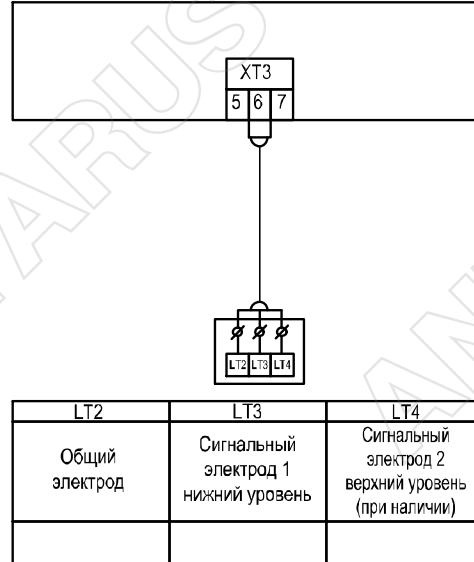 XT3
5 6 7
LT2 LT3 LT4
LT2 LT3 LT4
Общий
электрод
Сигнальный
электрод 1
нижний уровень
Сигнальный
электрод 2
верхний уровень
(при наличии)